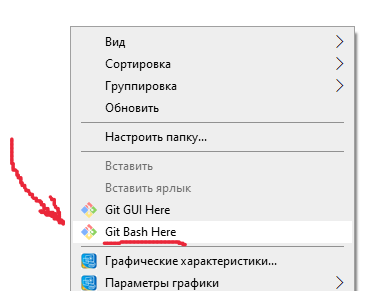 Вид
Сортировка
Группировка
Обновить
Настроить папку...
Вставить
Вставить ярлык
Git GUI Here
Git Bash Here
Графические характеристики...
Параметры графики